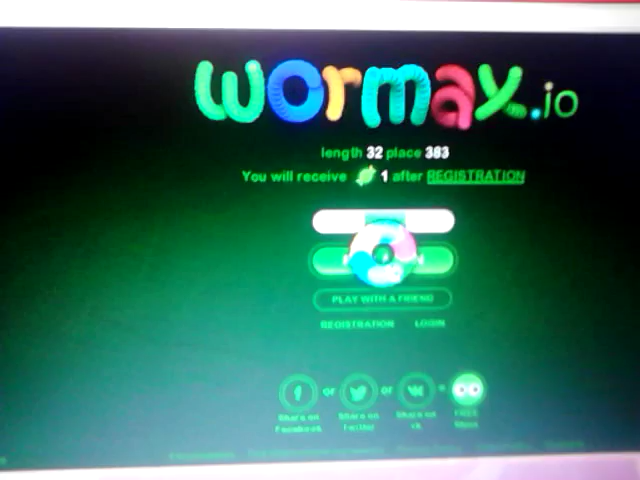 wormax.io
length 32 place 383
You will receive 1 after REGISTRATION
PLAY WITH A FRIEND
REGISTRATION LOGIN
or or =
Share on Facebook Share on twitter Share on vk FREE